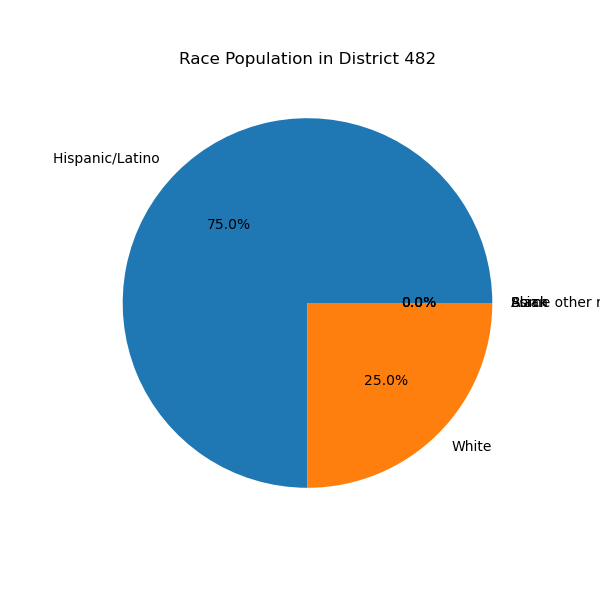 Race Population in District 482
Hispanic/Latino
75.0%
0.0%
25.0%
White